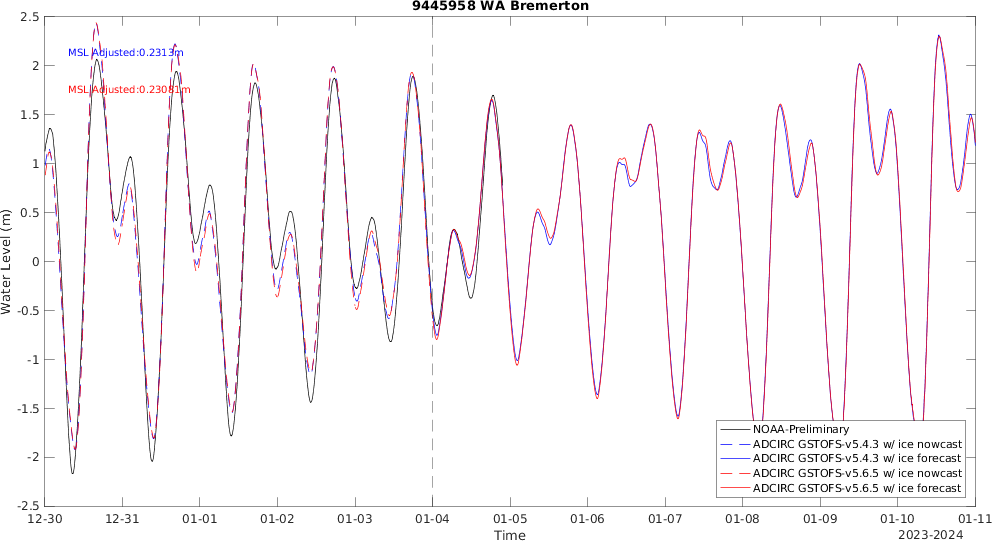 9445958 WA Bremerton
2.5
2
1.5
1
0.5
0
-0.5
-1
-1.5
-2
-2.5
Water Level (m)
MSL Adjusted:0.2313m
MSL Adjusted:0.23081m
NOAA-Preliminary
ADCIRC GSTOFS-v5.4.3 w/ ice nowcast
ADCIRC GSTOFS-v5.4.3 w/ ice forecast
ADCIRC GSTOFS-v5.6.5 w/ ice nowcast
ADCIRC GSTOFS-v5.6.5 w/ ice forecast
12-30 12-31 01-01 01-02 01-03 01-04 01-05 01-06 01-07 01-08 01-09 01-10 01-11
Time
2023-2024